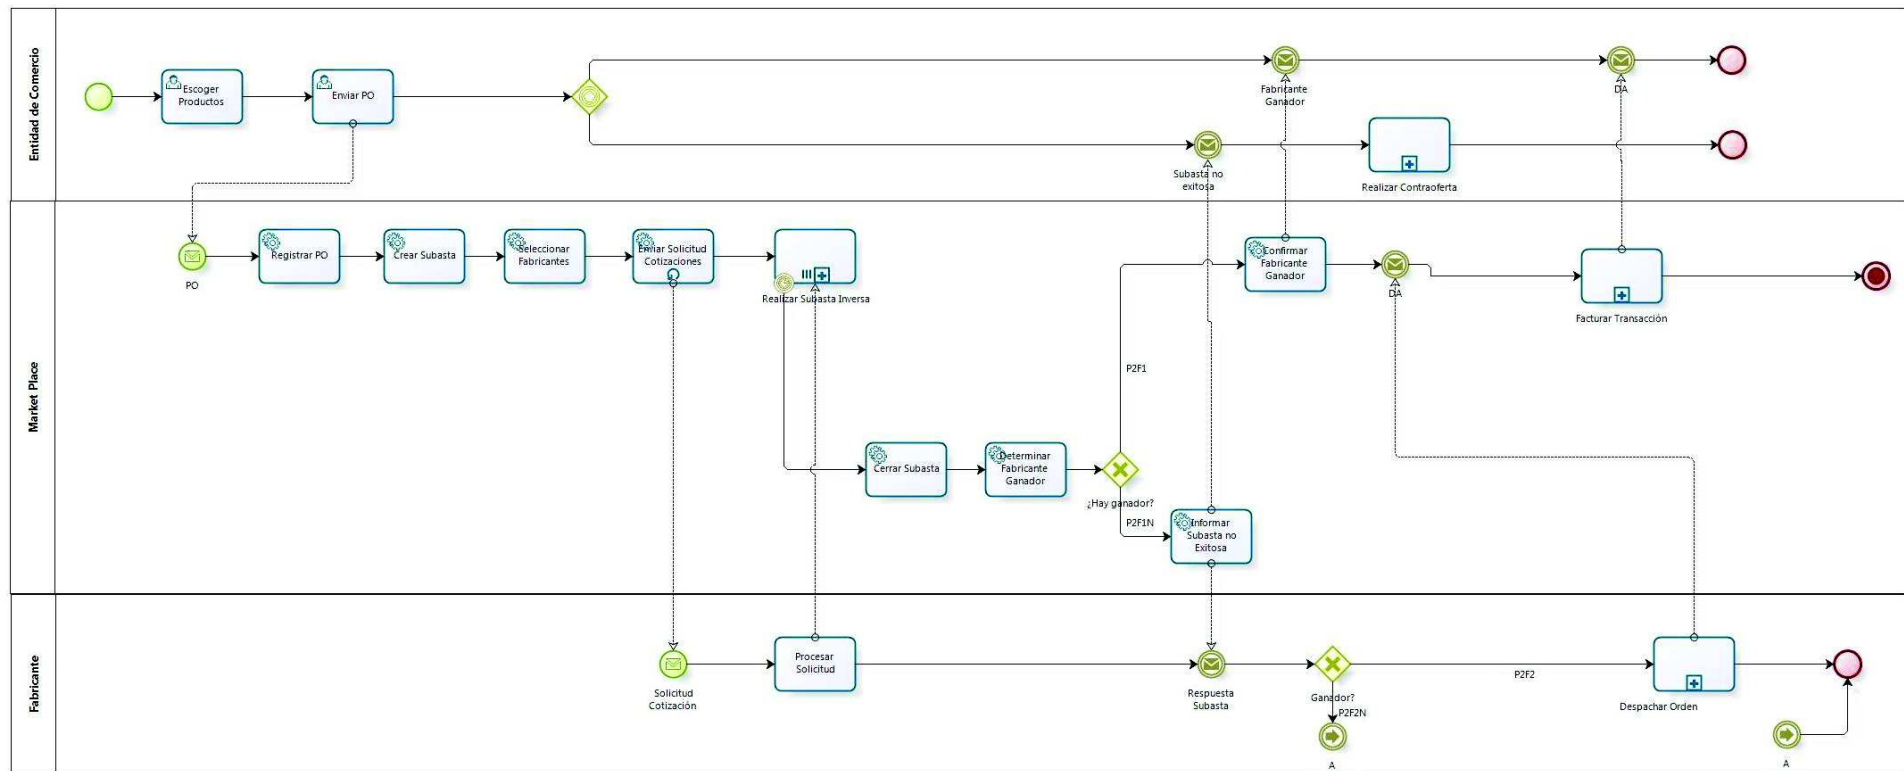 Entidad de Comercio
Escoger
Productos
Enviar PO
Fabricante
Ganador
DA
Subasta no
exitosa
Realizar Contraoferta
Market Place
PO
Registrar PO
Crear Subasta
Seleccionar
Fabricantes
Enviar Solicitud
Cotizaciones
Realizar Subasta Inversa
Confirmar
Fabricante
Ganador
DA
Facturar Transacción
P2F1
Cerrar Subasta
Determinar
Fabricante
Ganador
¿Hay ganador?
P2F1N
Informar
Subasta no
Exitosa
Fabricante
Solicitud
Cotización
Procesar
Solicitud
Respuesta
Subasta
Ganador?
P2F2
P2F2N
A
Despachar Orden
A